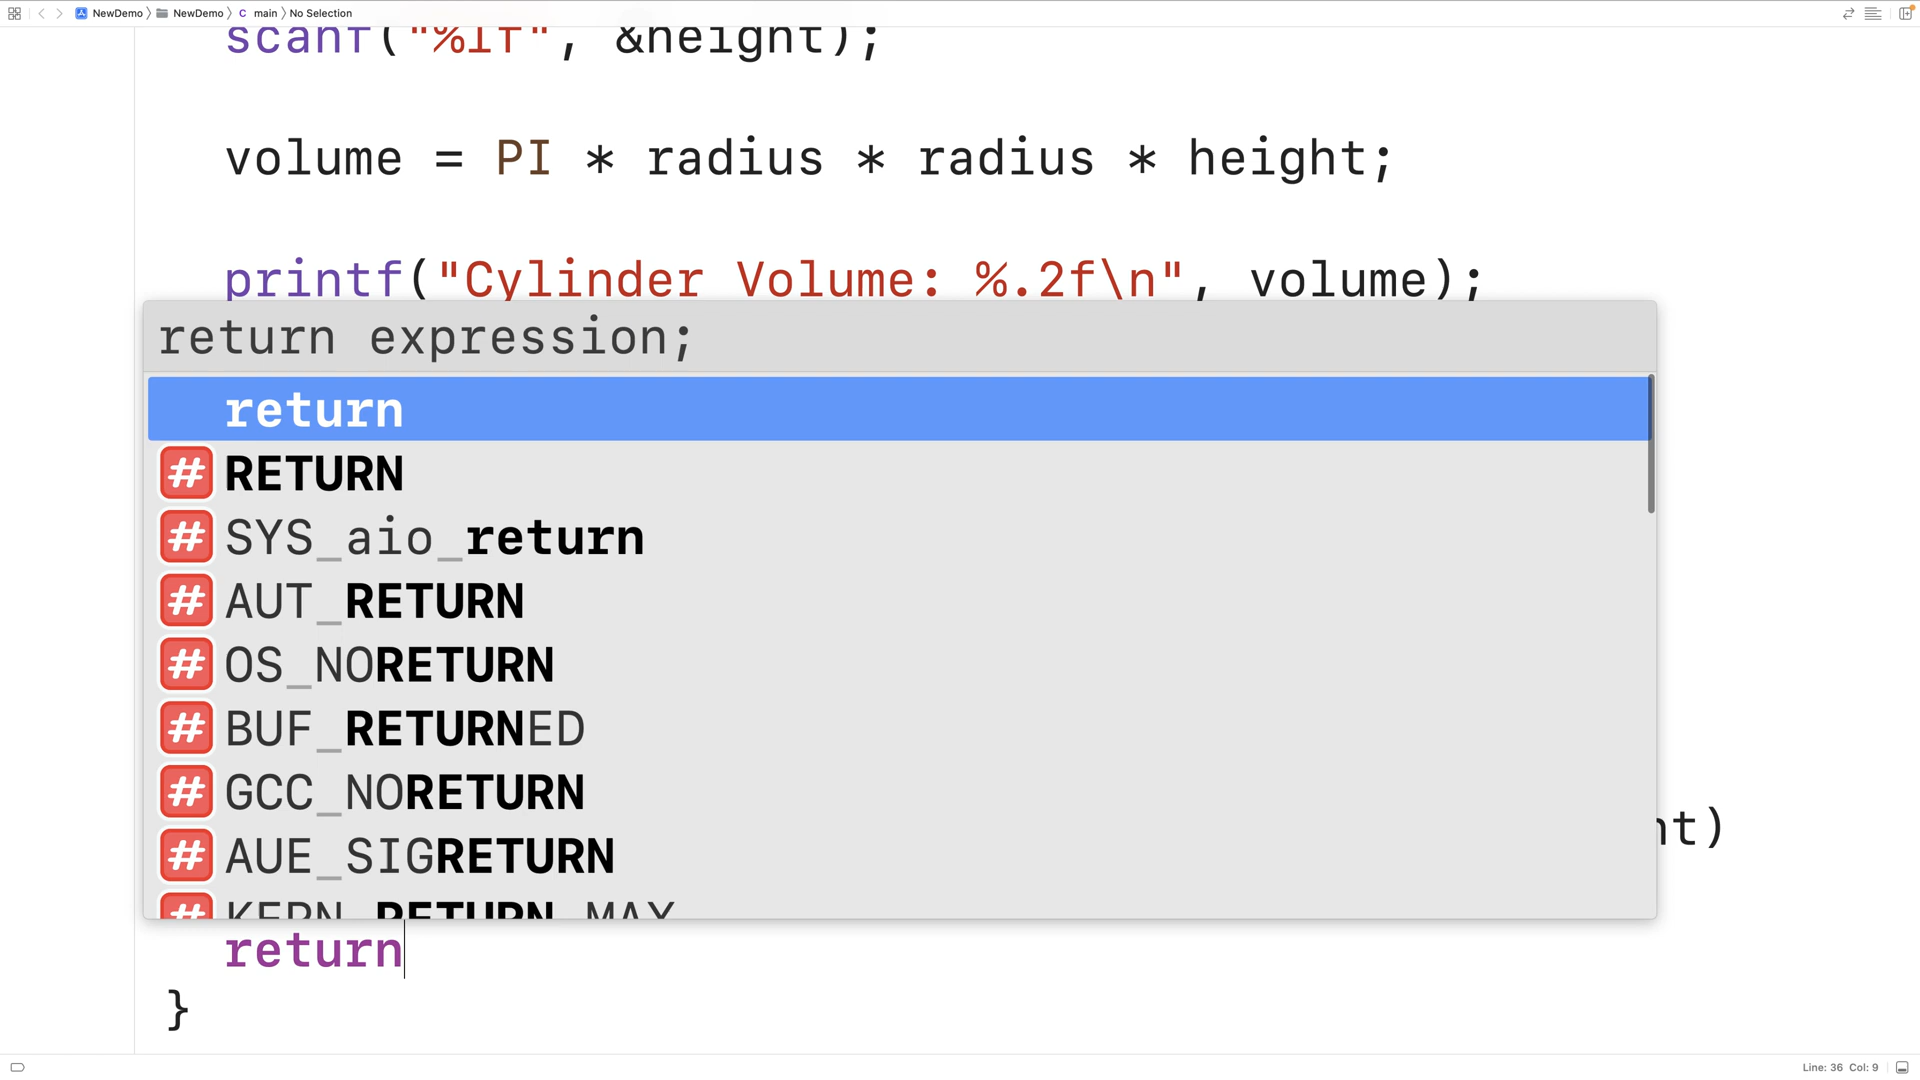 NewDemo 〉 NewDemo 〉 C main 〉 No Selection
scanf("%lf", &height);
volume = PI * radius * radius * height;
printf("Cylinder Volume: %.2f\n", volume);
return expression;
return
# RETURN
# SYS_aio_return
# AUT_RETURN
# OS_NORETURN
# BUF_RETURNED
# GCC_NORETURN
# AUE_SIGRETURN
# KERN_RETURN_MAX
nt)
return
}
Line: 36 Col: 9